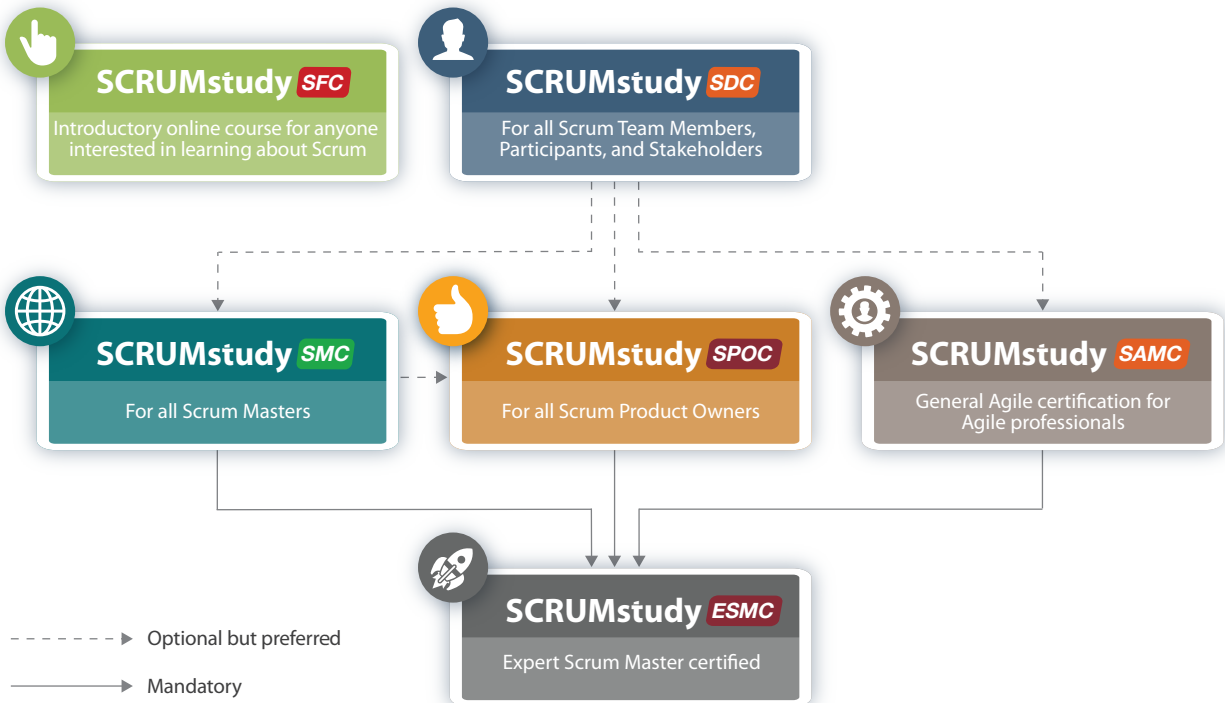 SCRUMstudy SFC
Introductory online course for anyone
interested in learning about Scrum
SCRUMstudy SDC
For all Scrum Team Members,
Participants, and Stakeholders
SCRUMstudy SMC
For all Scrum Masters
SCRUMstudy SPOC
For all Scrum Product Owners
SCRUMstudy SAMC
General Agile certification for
Agile professionals
SCRUMstudy ESMC
Expert Scrum Master certified
Optional but preferred
Mandatory